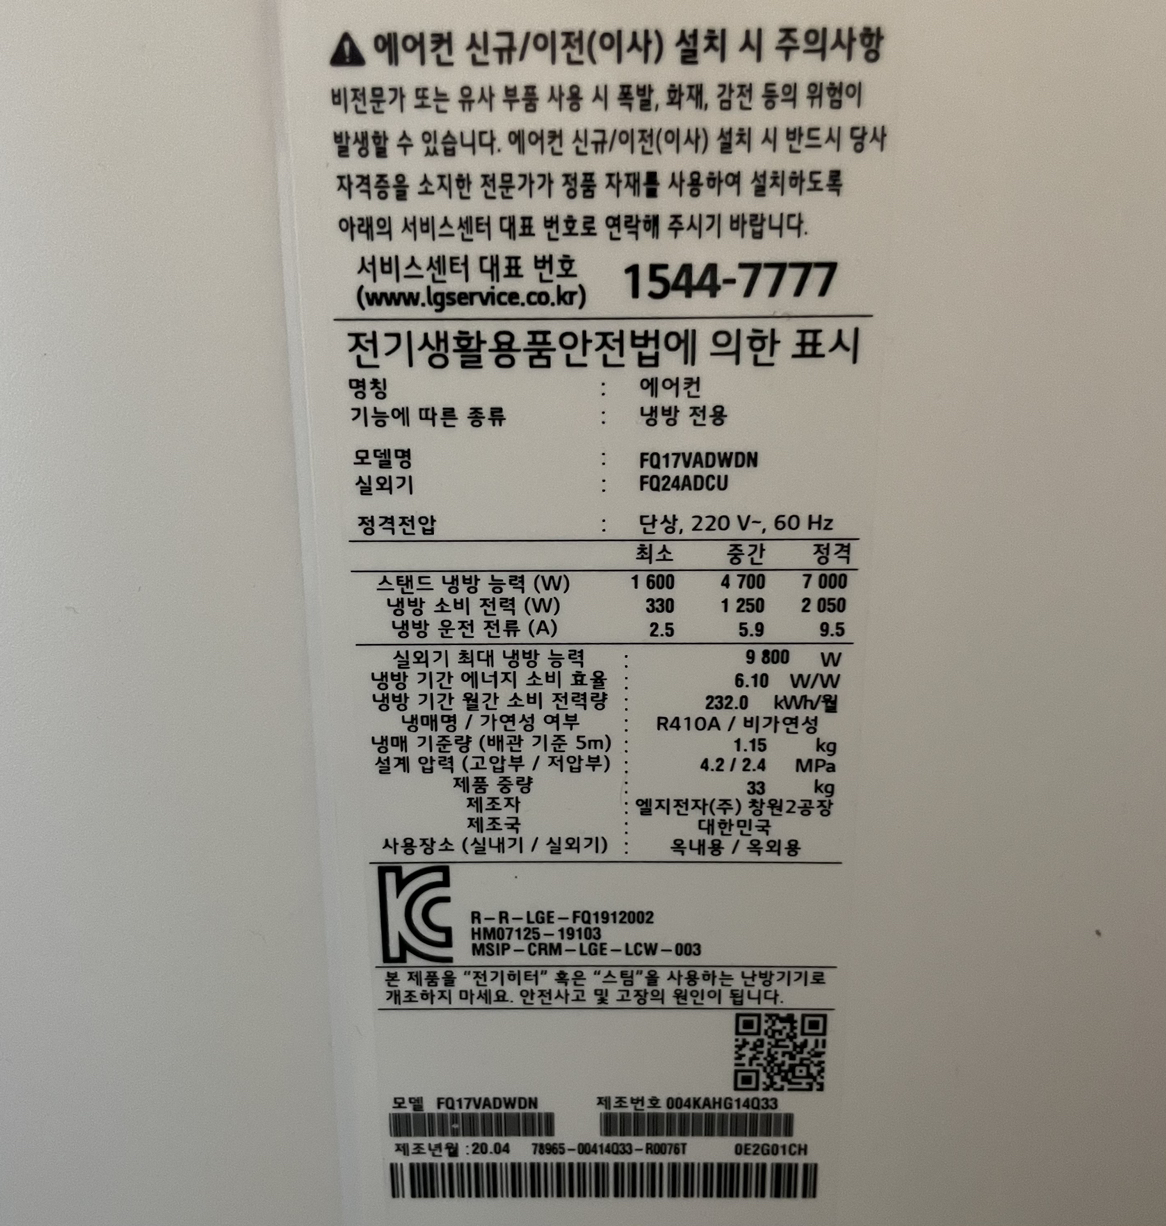 ⚠ 에어컨 신규/이전(이사) 설치 시 주의사항
비전문가 또는 유사 부품 사용 시 폭발, 화재, 감전 등의 위험이
발생할 수 있습니다. 에어컨 신규/이전(이사) 설치 시 반드시 당사
자격증을 소지한 전문가가 정품 자재를 사용하여 설치하도록
아래의 서비스센터 대표 번호로 연락해 주시기 바랍니다.
서비스센터 대표 번호 1544-7777
(www.lgservice.co.kr)
전기생활용품안전법에 의한 표시
명칭 : 에어컨
기능에 따른 종류 : 냉방 전용
모델명 : FQ17VADWDN
실외기 : FQ24ADCU
정격전압 : 단상, 220 V~, 60 Hz
최소 중간 정격
스탠드 냉방 능력 (W) 1 600 4 700 7 000
냉방 소비 전력 (W) 330 1 250 2 050
냉방 운전 전류 (A) 2.5 5.9 9.5
실외기 최대 냉방 능력 : 9 800 W
냉방 기간 에너지 소비 효율 : 6.10 W/W
냉방 기간 월간 소비 전력량 : 232.0 kWh/월
냉매명 / 가연성 여부 : R410A / 비가연성
냉매 기준량 (배관 기준 5m) : 1.15 kg
설계 압력 (고압부 / 저압부) : 4.2 / 2.4 MPa
제품 중량 : 33 kg
제조자 : 엘지전자(주) 창원2공장
제조국 : 대한민국
사용장소 (실내기 / 실외기) : 옥내용 / 옥외용
R-R-LGE-FQ1912002
HM07125-19103
MSIP-CRM-LGE-LCW-003
본 제품을 "전기히터" 혹은 "스팀"을 사용하는 난방기기로
개조하지 마세요. 안전사고 및 고장의 원인이 됩니다.
모델 FQ17VADWDN 제조번호 004KAHG14Q33
제조년월 : 20.04 78965-00414Q33-R0076T 0E2G01CH